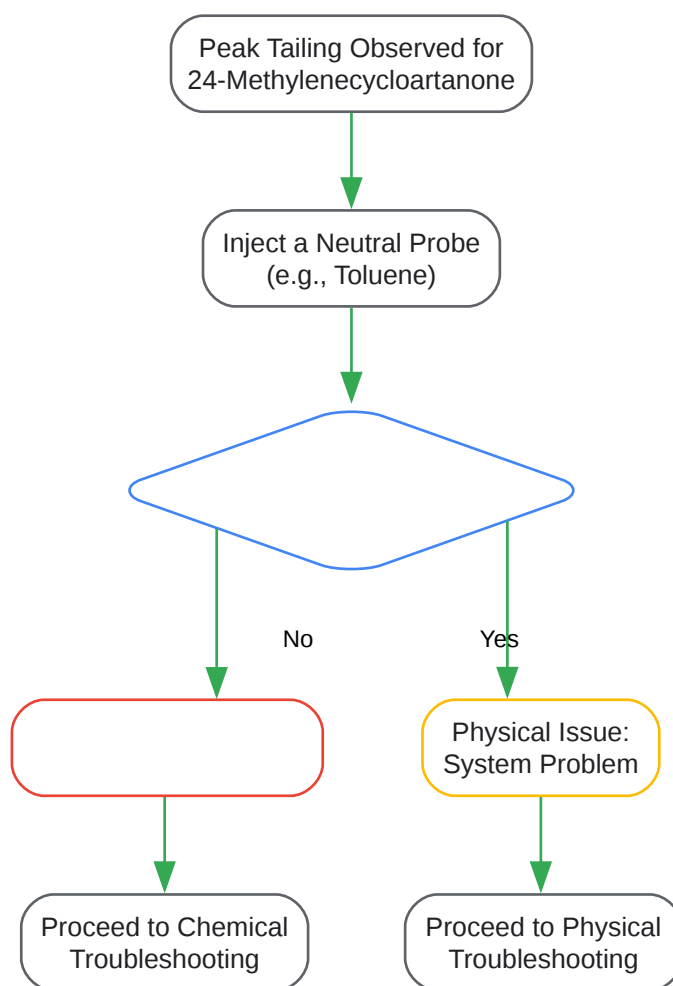 Peak Tailing Observed for
24-Methylenecycloartanone
Inject a Neutral Probe
(e.g., Toluene)
No
Yes
Physical Issue:
System Problem
Proceed to Chemical
Troubleshooting
Proceed to Physical
Troubleshooting